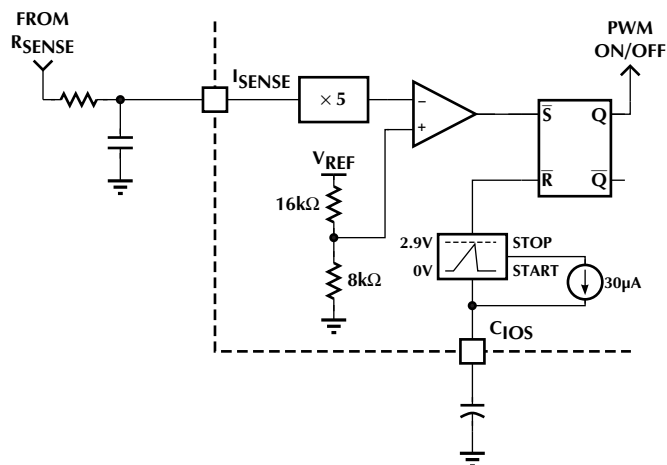 FROM
RSENSE
PWM
ON/OFF
ISENSE
× 5
−
+
S̅ Q
VREF
16kΩ
R̅ Q̅
8kΩ
2.9V STOP
0V START
30µA
CIOS